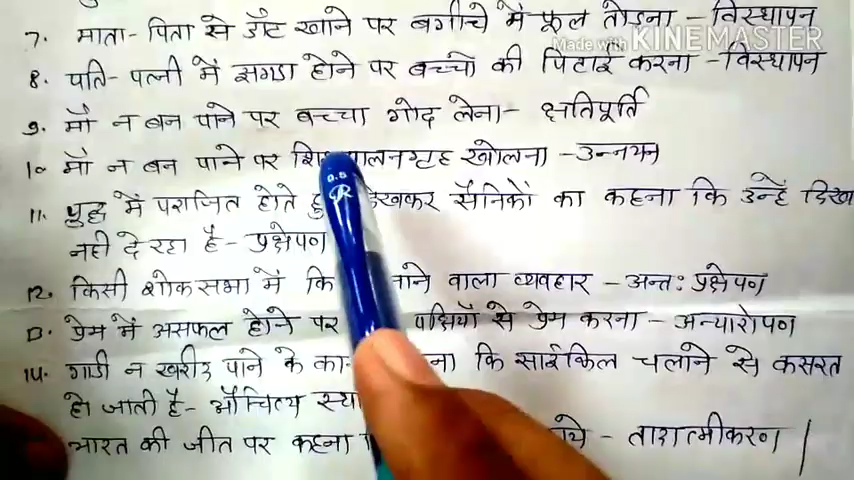 7. माता-पिता से डाँट खाने पर बगीचे में फूल तोडना - विस्थापन
Made with KINEMASTER
8. पति-पत्नी में झगडा होने पर बच्चों की पिटाई करना - विस्थापन
9. माँ न बन पाने पर बच्चा गोद लेना - क्षतिपूर्ति
10 माँ न बन पाने पर खोलना - उन्नयन
11. युद्ध में पराजित होते देखकर सैनिकों का कहना कि उन्हें दिख
नही दे रहा है - प्रक्षेपण
12. किसी शोकसभा में वाला व्यवहार - अन्तः प्रक्षेपण
13. प्रेम में असफल होने पर पक्षियों से प्रेम करना - अन्यारोपण
14. गाडी न खरीद पाने के कि साईकिल चलाने से कसरत
हो जाती है - औचित्य
भारत की जीत पर कहना - तादात्मीकरण